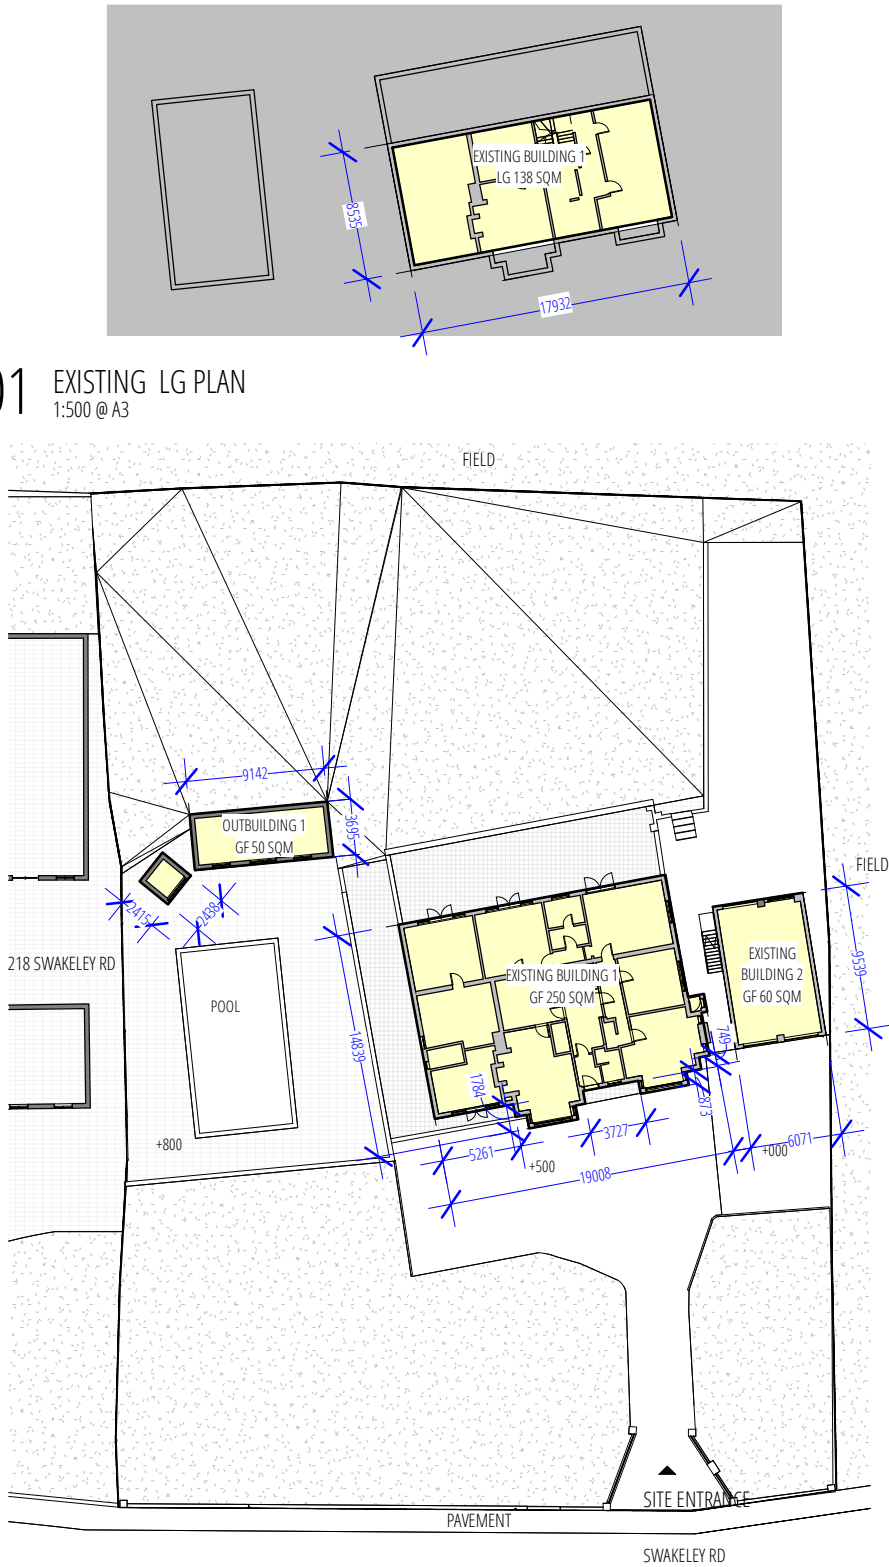 EXISTING BUILDING 1
LG 138 SQM
8535
17932
01
EXISTING LG PLAN
1:500 @ A3
FIELD
9142
OUTBUILDING 1
GF 50 SQM
3695
FIELD
2415
2438
218 SWAKELEY RD
POOL
EXISTING BUILDING 1
GF 250 SQM
EXISTING
BUILDING 2
GF 60 SQM
9539
14839
749
1784
873
+800
5261
3727
+500
19008
+000
6071
SITE ENTRANCE
PAVEMENT
SWAKELEY RD